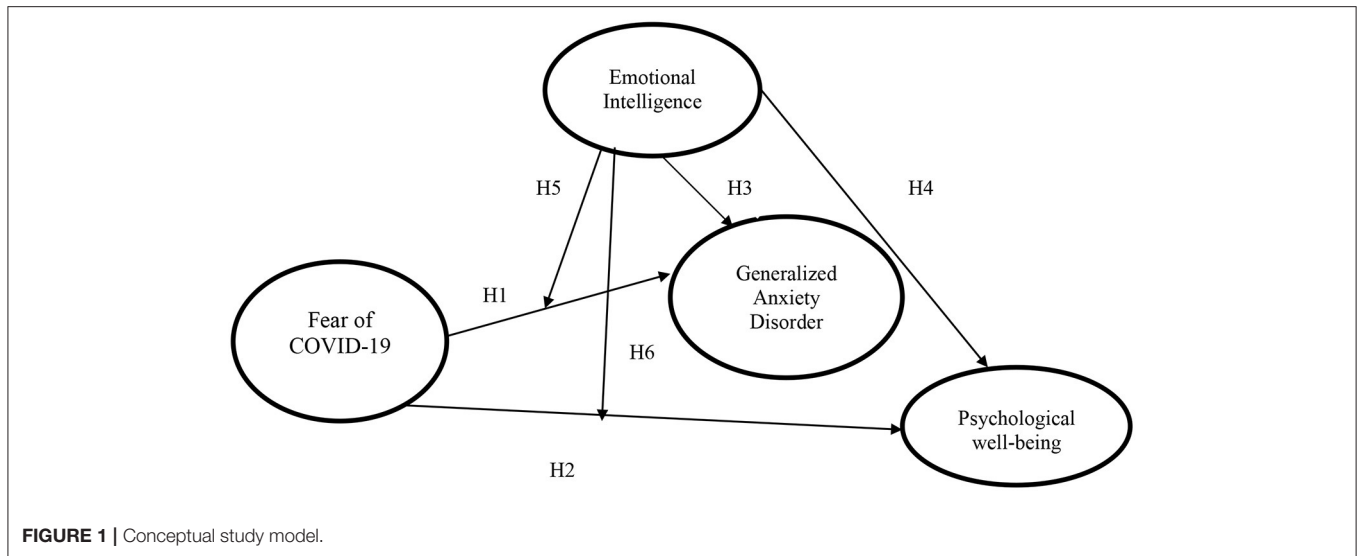 Emotional
Intelligence
H5
H3
H4
Generalized
Anxiety
Disorder
H1
Fear of
COVID-19
H6
Psychological
well-being
H2
FIGURE 1 | Conceptual study model.